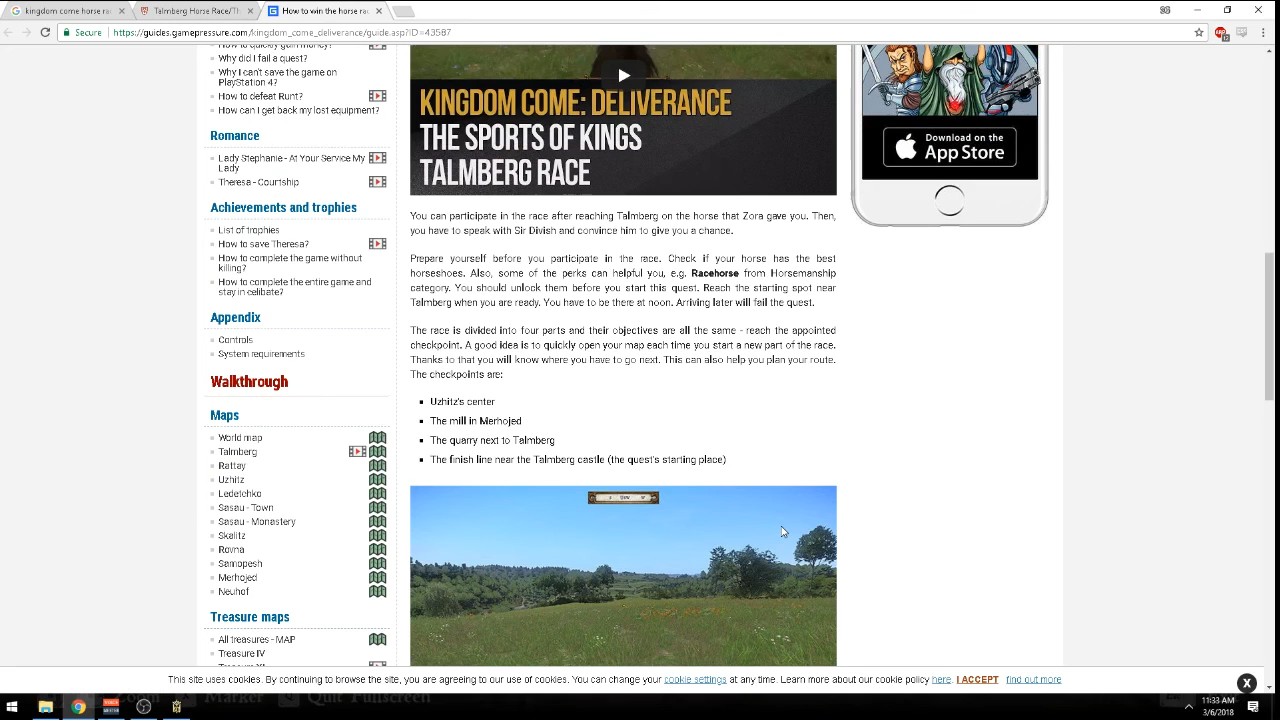 kingdom come horse rac
Talmberg Horse Race/Th
How to win the horse rac
SG
Secure
https://guides.gamepressure.com/kingdom_come_deliverance/guide.asp?ID=43587
How to quickly gain money?
Why did I fail a quest?
Why I can't save the game on
PlayStation 4?
How to defeat Runt?
How can I get back my lost equipment?
Romance
Lady Stephanie - At Your Service My
Lady
Theresa - Courtship
Achievements and trophies
List of trophies
How to save Theresa?
How to complete the game without
killing?
How to complete the entire game and
stay in celibate?
Appendix
Controls
System requirements
Walkthrough
Maps
World map
Talmberg
Rattay
Uzhitz
Ledetchko
Sasau - Town
Sasau - Monastery
Skalitz
Rovna
Samopesh
Merhojed
Neuhof
Treasure maps
All treasures - MAP
Treasure IV
KINGDOM COME: DELIVERANCE
THE SPORTS OF KINGS
TALMBERG RACE
You can participate in the race after reaching Talmberg on the horse that Zora gave you. Then,
you have to speak with Sir Divish and convince him to give you a chance.
Prepare yourself before you participate in the race. Check if your horse has the best
horseshoes. Also, some of the perks can helpful you, e.g. Racehorse from Horsemanship
category. You should unlock them before you start this quest. Reach the starting spot near
Talmberg when you are ready. You have to be there at noon. Arriving later will fail the quest.
The race is divided into four parts and their objectives are all the same - reach the appointed
checkpoint. A good idea is to quickly open your map each time you start a new part of the race.
Thanks to that you will know where you have to go next. This can also help you plan your route.
The checkpoints are:
Uzhitz's center
The mill in Merhojed
The quarry next to Talmberg
The finish line near the Talmberg castle (the quest's starting place)
Download on the
App Store
This site uses cookies. By continuing to browse the site, you are agreeing to our use of cookies. You can change your cookie settings at any time. Learn more about our cookie policy here. I ACCEPT find out more
Zoom Marker Quit Fullscreen
11:33 AM
3/6/2018